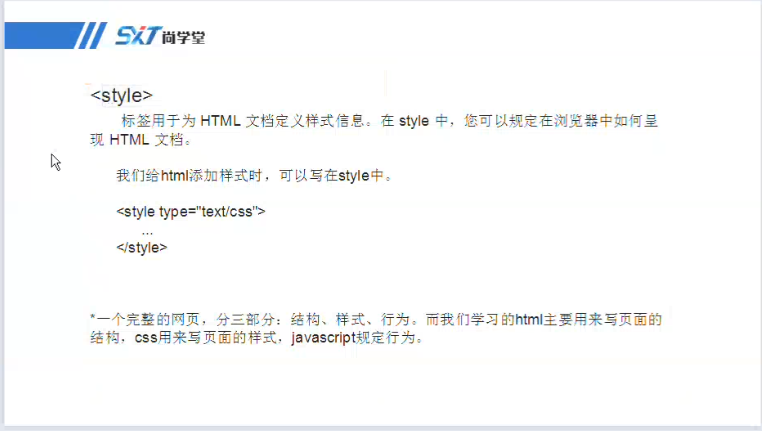 SXT尚学堂
<style>
标签用于为 HTML 文档定义样式信息。在 style 中，您可以规定在浏览器中如何呈
现 HTML 文档。
我们给html添加样式时，可以写在style中。
<style type="text/css">
...
</style>
*一个完整的网页，分三部分：结构、样式、行为。而我们学习的html主要用来写页面的
结构，css用来写页面的样式，javascript规定行为。